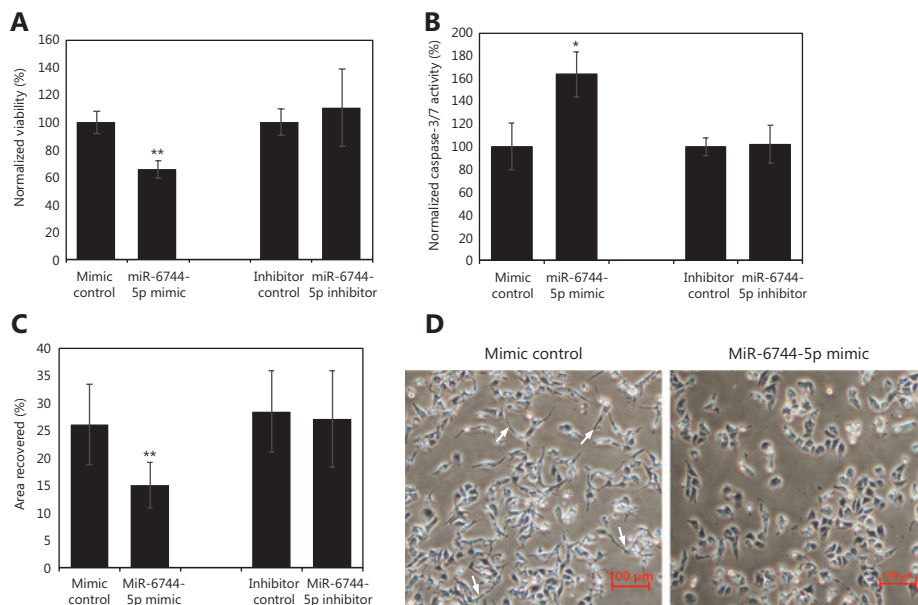 A
160
140
120
100
80
60
40
20
0
Normalized viability (%)
**
Mimic control
miR-6744-5p mimic
Inhibitor control
miR-6744-5p inhibitor
B
200
180
160
140
120
100
80
60
40
20
0
Normalized caspase-3/7 activity (%)
*
Mimic control
miR-6744-5p mimic
Inhibitor control
miR-6744-5p inhibitor
C
40
35
30
25
20
15
10
5
0
Area recovered (%)
**
Mimic control
MiR-6744-5p mimic
Inhibitor control
MiR-6744-5p inhibitor
D
Mimic control
MiR-6744-5p mimic
100 µm
100 µm